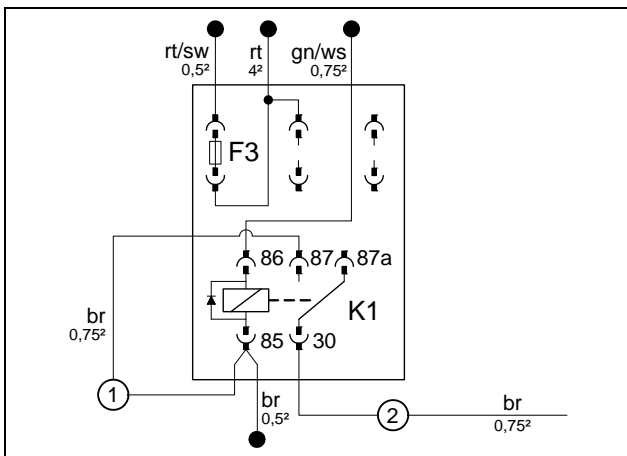 rt/sw rt gn/ws
0,5² 4² 0,75²
F3
86 87 87a
K1
br
0,75²
85 30
1
br
0,5²
2
br
0,75²